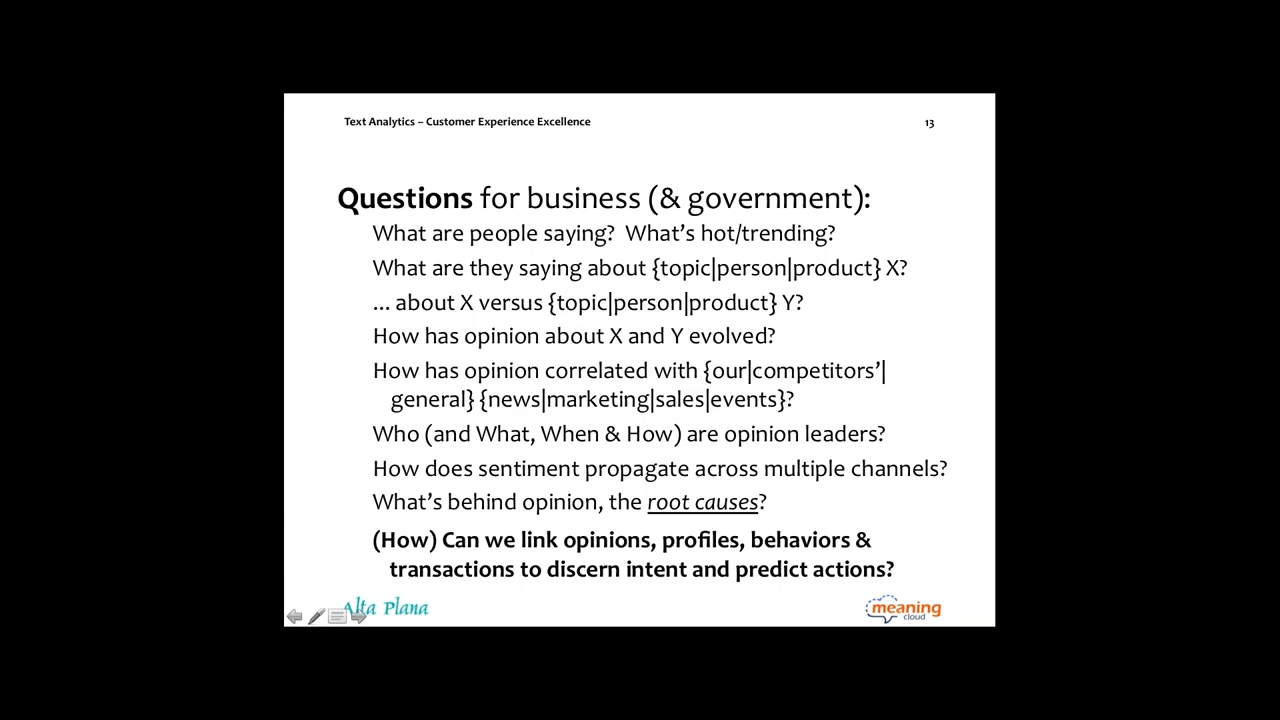 Text Analytics – Customer Experience Excellence 13
Questions for business (& government):
What are people saying?  What’s hot/trending?
What are they saying about {topic|person|product} X?
... about X versus {topic|person|product} Y?
How has opinion about X and Y evolved?
How has opinion correlated with {our|competitors’|
general} {news|marketing|sales|events}?
Who (and What, When & How) are opinion leaders?
How does sentiment propagate across multiple channels?
What’s behind opinion, the root causes?
(How) Can we link opinions, profiles, behaviors &
transactions to discern intent and predict actions?
Alta Plana
meaning
cloud